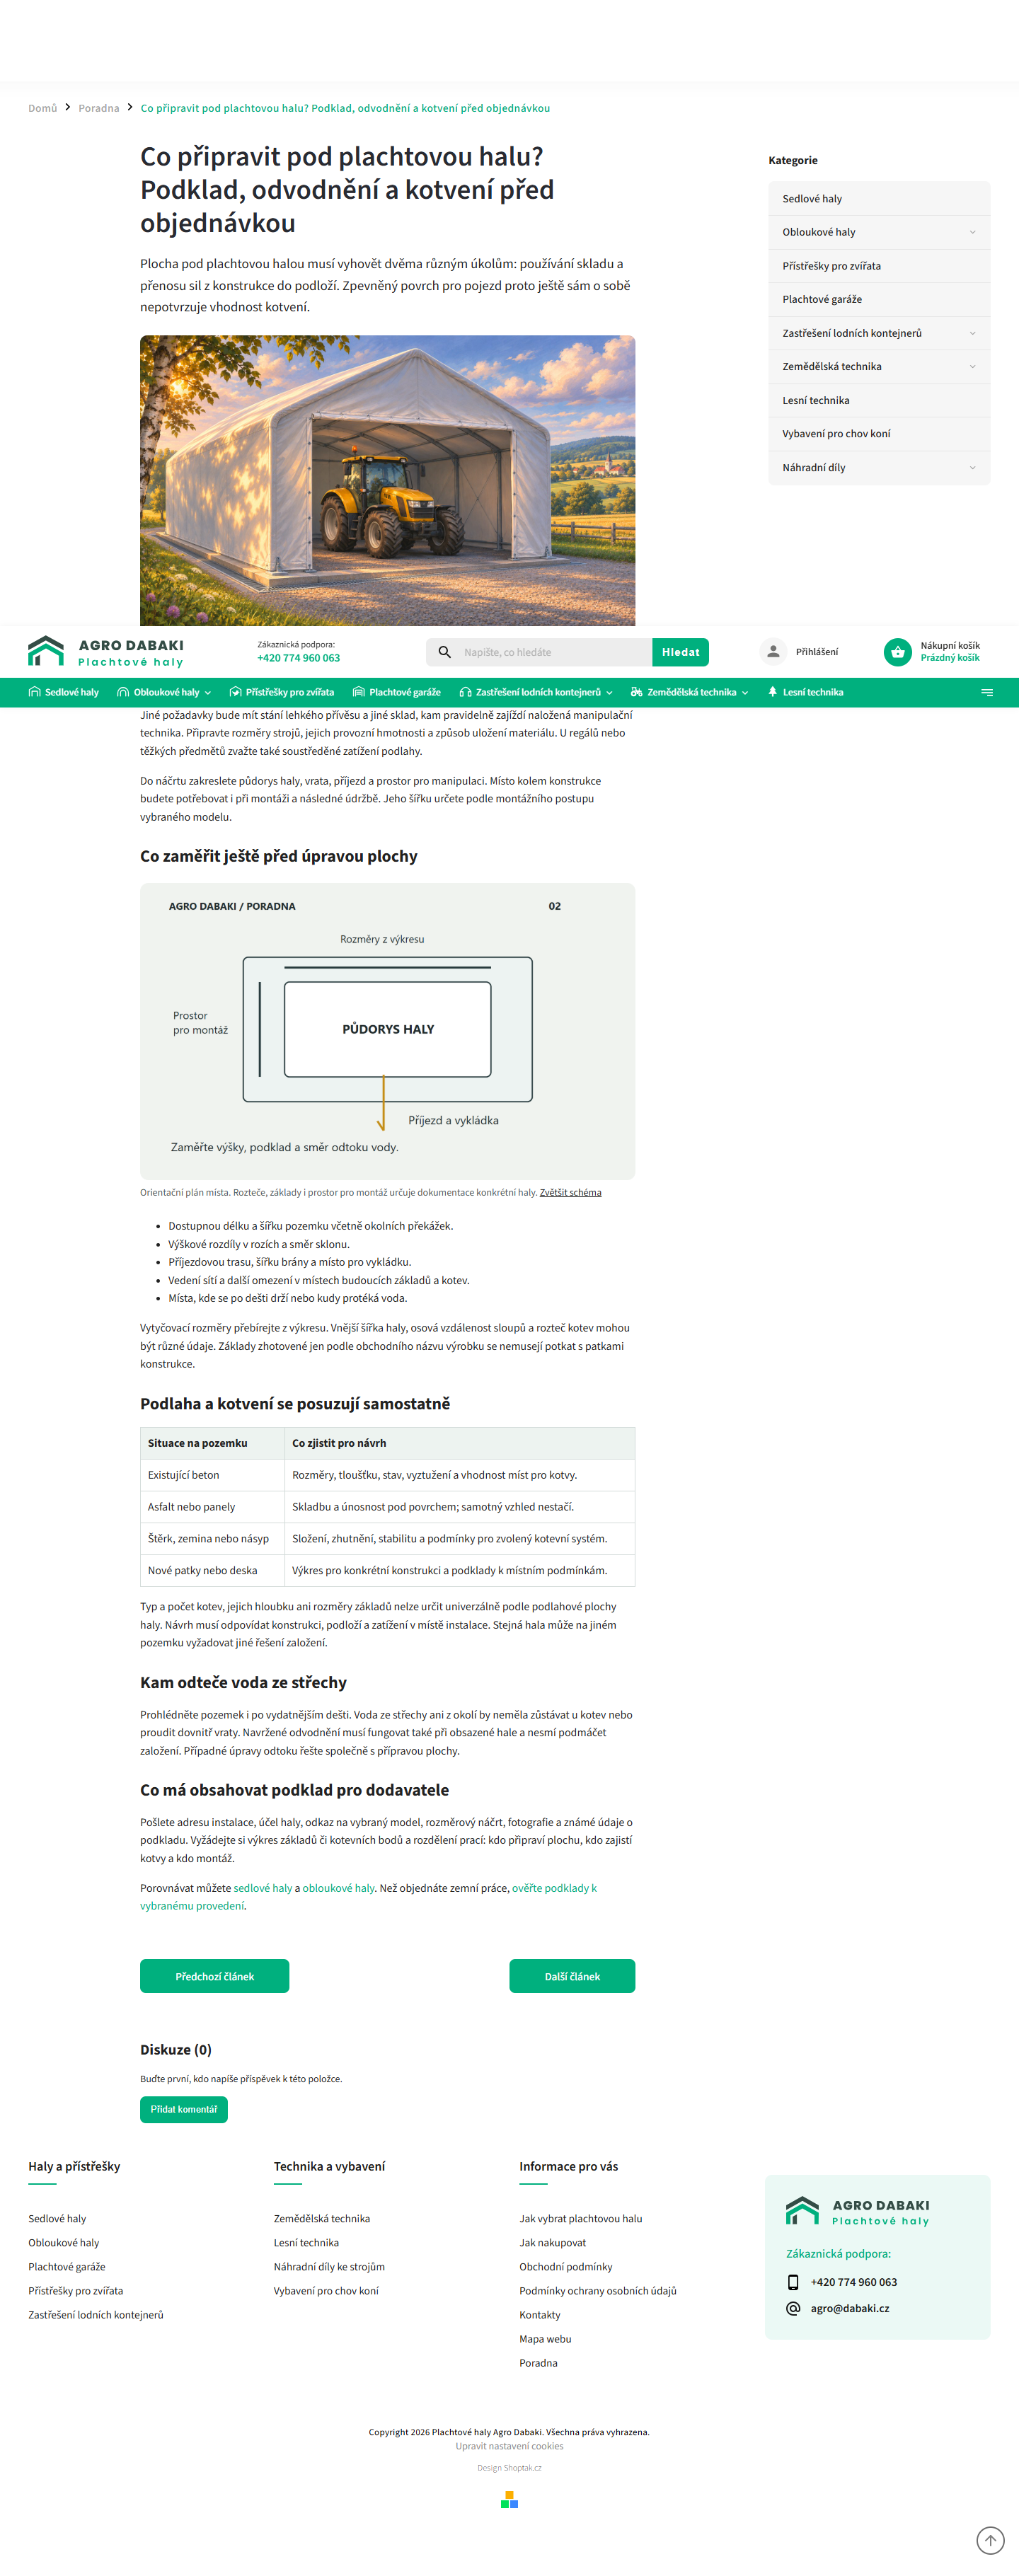 Domů
Poradna
Co připravit pod plachtovou halu? Podklad, odvodnění a kotvení před objednávkou
Co připravit pod plachtovou halu?
Podklad, odvodnění a kotvení před
objednávkou
Plocha pod plachtovou halou musí vyhovět dvěma různým úkolům: používání skladu a
přenosu sil z konstrukce do podloží. Zpevněný povrch pro pojezd proto ještě sám o sobě
nepotvrzuje vhodnost kotvení.
Kategorie
Sedlové haly
Obloukové haly
Přístřešky pro zvířata
Plachtové garáže
Zastřešení lodních kontejnerů
Zemědělská technika
Lesní technika
Vybavení pro chov koní
Náhradní díly
AGRO DABAKI
Plachtové haly
Zákaznická podpora:
+420 774 960 063
Napište, co hledáte
Hledat
Přihlášení
Nákupní košík
Prázdný košík
Sedlové haly
Obloukové haly
Přístřešky pro zvířata
Plachtové garáže
Zastřešení lodních kontejnerů
Zemědělská technika
Lesní technika
Jiné požadavky bude mít stání lehkého přívěsu a jiné sklad, kam pravidelně zajíždí naložená manipulační
technika. Připravte rozměry strojů, jejich provozní hmotnosti a způsob uložení materiálu. U regálů nebo
těžkých předmětů zvažte také soustředěné zatížení podlahy.
Do náčrtu zakreslete půdorys haly, vrata, příjezd a prostor pro manipulaci. Místo kolem konstrukce
budete potřebovat i při montáži a následné údržbě. Jeho šířku určete podle montážního postupu
vybraného modelu.
Co zaměřit ještě před úpravou plochy
AGRO DABAKI / PORADNA
02
Rozměry z výkresu
Prostor
pro montáž
PŮDORYS HALY
Příjezd a vykládka
Zaměřte výšky, podklad a směr odtoku vody.
Orientační plán místa. Rozteče, základy i prostor pro montáž určuje dokumentace konkrétní haly. Zvětšit schéma
• Dostupnou délku a šířku pozemku včetně okolních překážek.
• Výškové rozdíly v rozích a směr sklonu.
• Příjezdovou trasu, šířku brány a místo pro vykládku.
• Vedení sítí a další omezení v místech budoucích základů a kotev.
• Místa, kde se po dešti drží nebo kudy protéká voda.
Vytyčovací rozměry přebírejte z výkresu. Vnější šířka haly, osová vzdálenost sloupů a rozteč kotev mohou
být různé údaje. Základy zhotovené jen podle obchodního názvu výrobku se nemusejí potkat s patkami
konstrukce.
Podlaha a kotvení se posuzují samostatně
Situace na pozemku
Co zjistit pro návrh
Existující beton
Rozměry, tloušťku, stav, vyztužení a vhodnost míst pro kotvy.
Asfalt nebo panely
Skladbu a únosnost pod povrchem; samotný vzhled nestačí.
Štěrk, zemina nebo násyp
Složení, zhutnění, stabilitu a podmínky pro zvolený kotevní systém.
Nové patky nebo deska
Výkres pro konkrétní konstrukci a podklady k místním podmínkám.
Typ a počet kotev, jejich hloubku ani rozměry základů nelze určit univerzálně podle podlahové plochy
haly. Návrh musí odpovídat konstrukci, podloží a zatížení v místě instalace. Stejná hala může na jiném
pozemku vyžadovat jiné řešení založení.
Kam odteče voda ze střechy
Prohlédněte pozemek i po vydatnějším dešti. Voda ze střechy ani z okolí by neměla zůstávat u kotev nebo
proudit dovnitř vraty. Navržené odvodnění musí fungovat také při obsazené hale a nesmí podmáčet
založení. Případné úpravy odtoku řešte společně s přípravou plochy.
Co má obsahovat podklad pro dodavatele
Pošlete adresu instalace, účel haly, odkaz na vybraný model, rozměrový náčrt, fotografie a známé údaje o
podkladu. Vyžádejte si výkres základů či kotevních bodů a rozdělení prací: kdo připraví plochu, kdo zajistí
kotvy a kdo montáž.
Porovnávat můžete sedlové haly a obloukové haly. Než objednáte zemní práce, ověřte podklady k
vybranému provedení.
Předchozí článek
Další článek
Diskuze (0)
Buďte první, kdo napíše příspěvek k této položce.
Přidat komentář
Haly a přístřešky
Sedlové haly
Obloukové haly
Plachtové garáže
Přístřešky pro zvířata
Zastřešení lodních kontejnerů
Technika a vybavení
Zemědělská technika
Lesní technika
Náhradní díly ke strojům
Vybavení pro chov koní
Informace pro vás
Jak vybrat plachtovou halu
Jak nakupovat
Obchodní podmínky
Podmínky ochrany osobních údajů
Kontakty
Mapa webu
Poradna
AGRO DABAKI
Plachtové haly
Zákaznická podpora:
+420 774 960 063
agro@dabaki.cz
Copyright 2026 Plachtové haly Agro Dabaki. Všechna práva vyhrazena.
Upravit nastavení cookies
Design Shoptak.cz